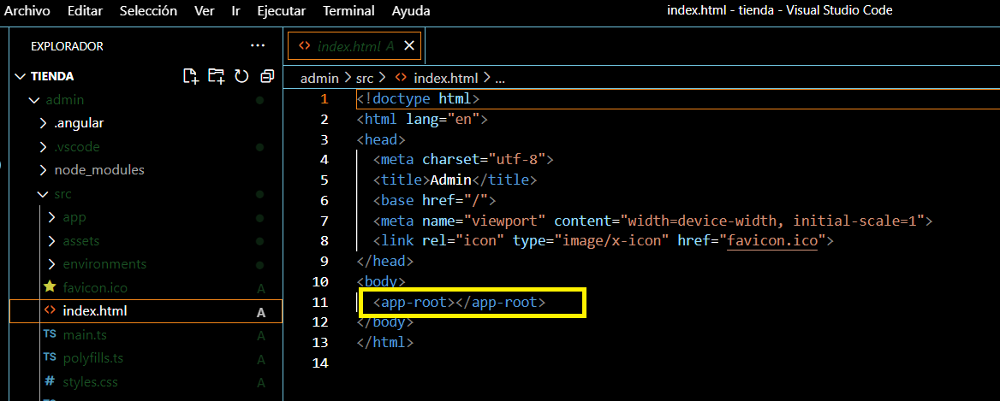 Archivo Editar Selección Ver Ir Ejecutar Terminal Ayuda index.html - tienda - Visual Studio Code
EXPLORADOR ...
TIENDA
admin
.angular
.vscode
node_modules
src
app
assets
environments
favicon.ico A
index.html A
main.ts A
polyfills.ts A
styles.css A
index.html A
admin > src > index.html > ...
1 <!doctype html>
2 <html lang="en">
3 <head>
4 <meta charset="utf-8">
5 <title>Admin</title>
6 <base href="/">
7 <meta name="viewport" content="width=device-width, initial-scale=1">
8 <link rel="icon" type="image/x-icon" href="favicon.ico">
9 </head>
10 <body>
11 <app-root></app-root>
12 </body>
13 </html>
14